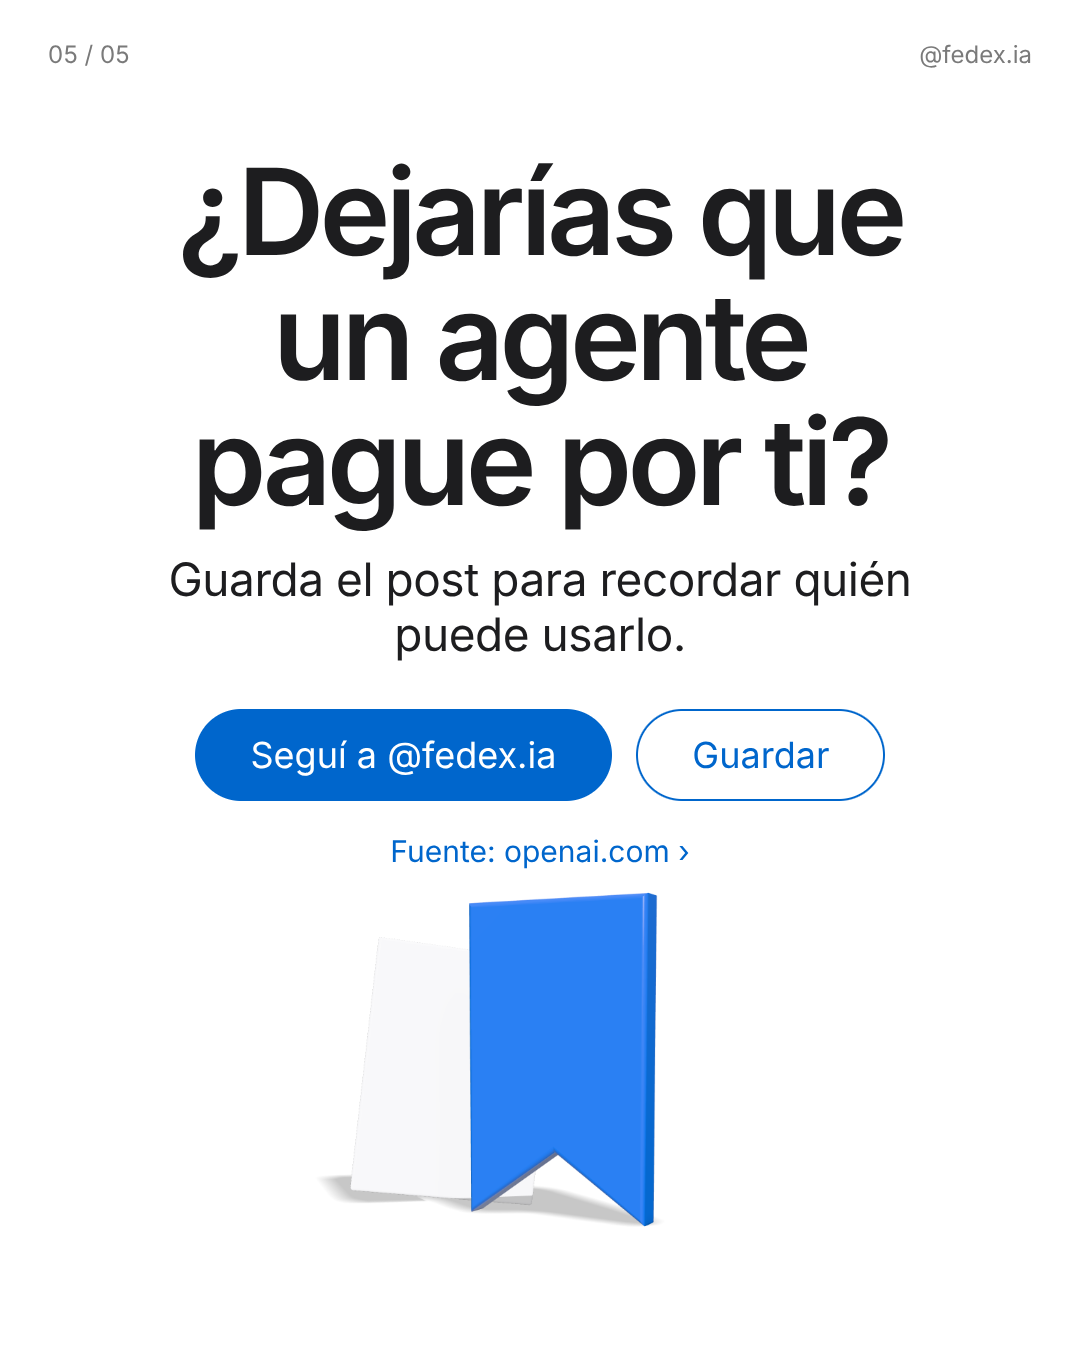 05 / 05
@fedex.ia
¿Dejarías que
un agente
pague por ti?
Guarda el post para recordar quién
puede usarlo.
Seguí a @fedex.ia
Guardar
Fuente: openai.com ›